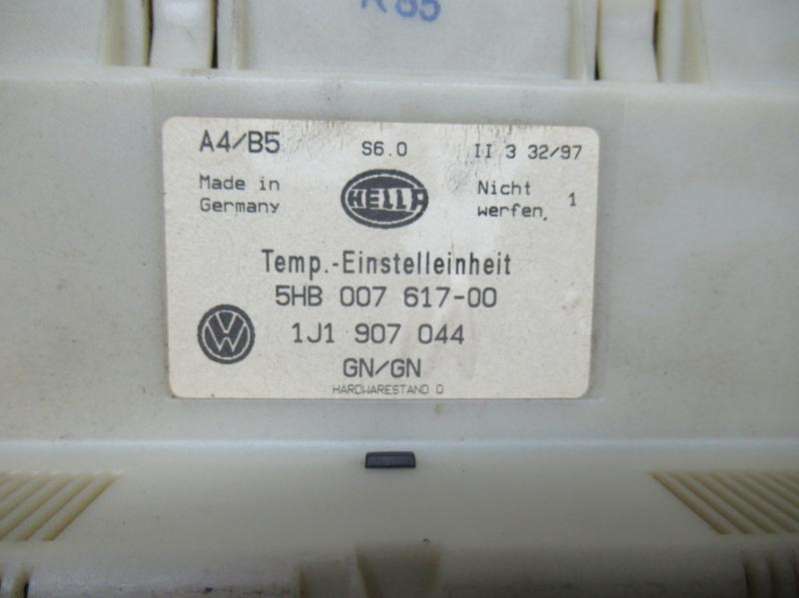 A4/B5 S6.0 II 3 32/97
Made in
Germany
HELLA
Nicht
werfen, 1
Temp.-Einstelleinheit
5HB 007 617-00
VW
1J1 907 044
GN/GN
HARDWARESTAND